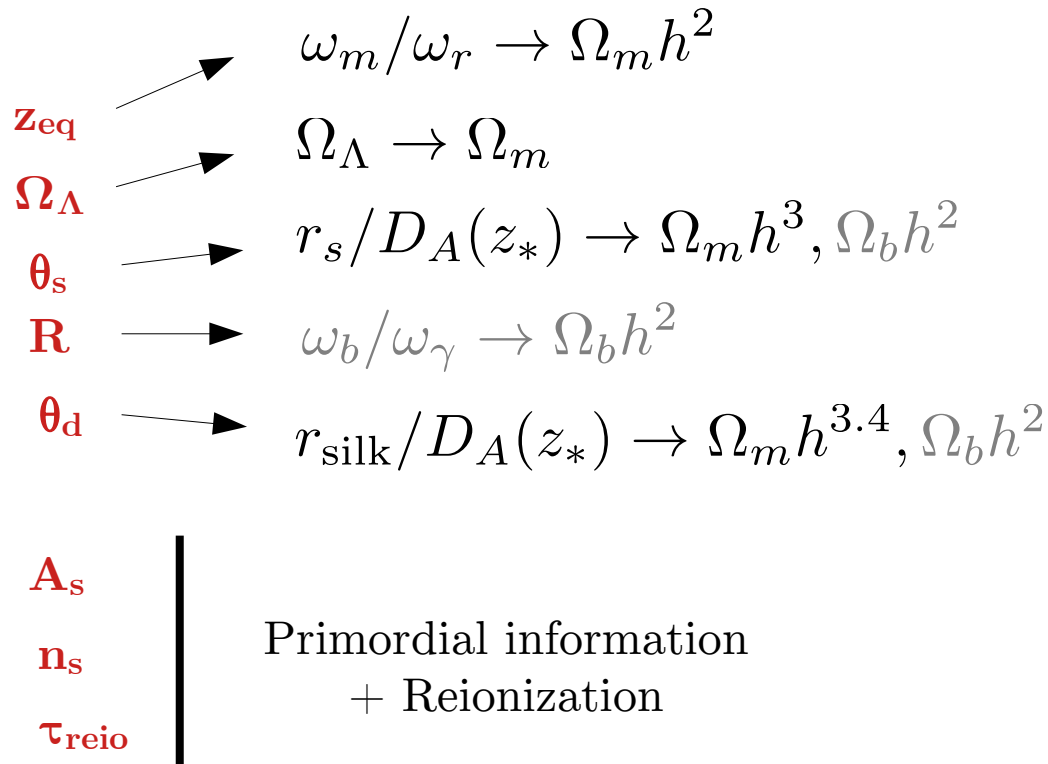 z_eq → ω_m/ω_r → Ω_m h^2
Ω_Λ → Ω_Λ → Ω_m
θ_s → r_s/D_A(z_*) → Ω_m h^3, Ω_b h^2
R → ω_b/ω_γ → Ω_b h^2
θ_d → r_silk/D_A(z_*) → Ω_m h^{3.4}, Ω_b h^2
A_s
n_s
τ_reio
Primordial information
+ Reionization